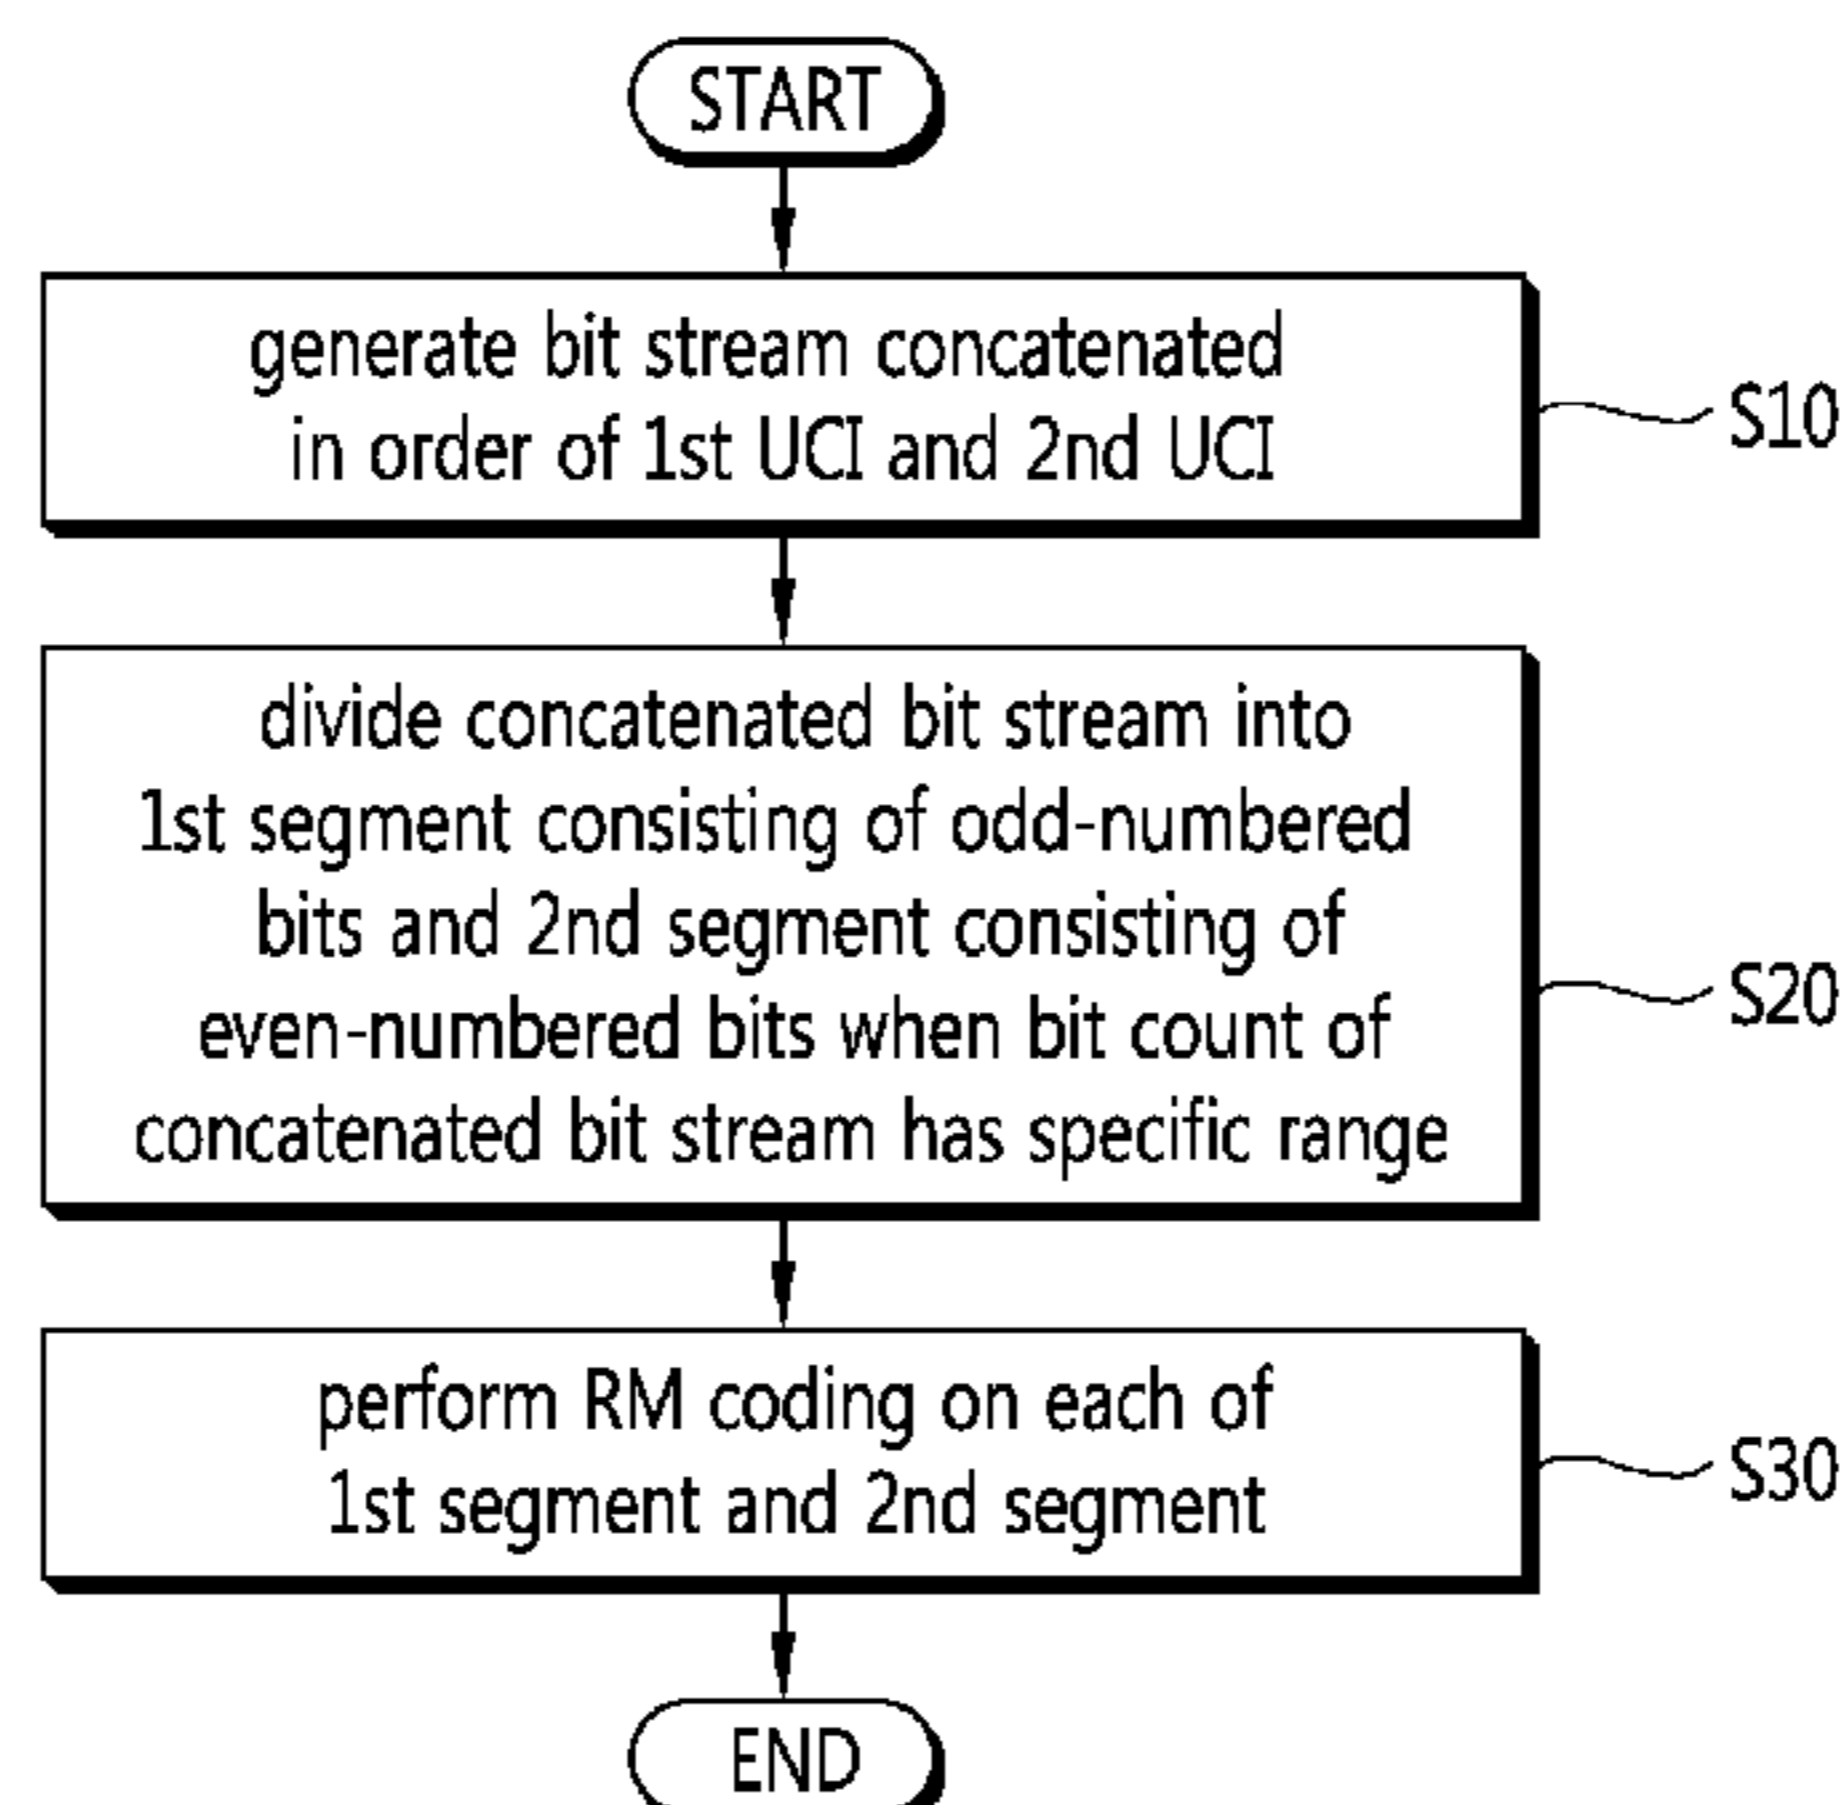 START
generate bit stream concatenated
in order of 1st UCI and 2nd UCI
S10
divide concatenated bit stream into
1st segment consisting of odd-numbered
bits and 2nd segment consisting of
even-numbered bits when bit count of
concatenated bit stream has specific range
S20
perform RM coding on each of
1st segment and 2nd segment
S30
END